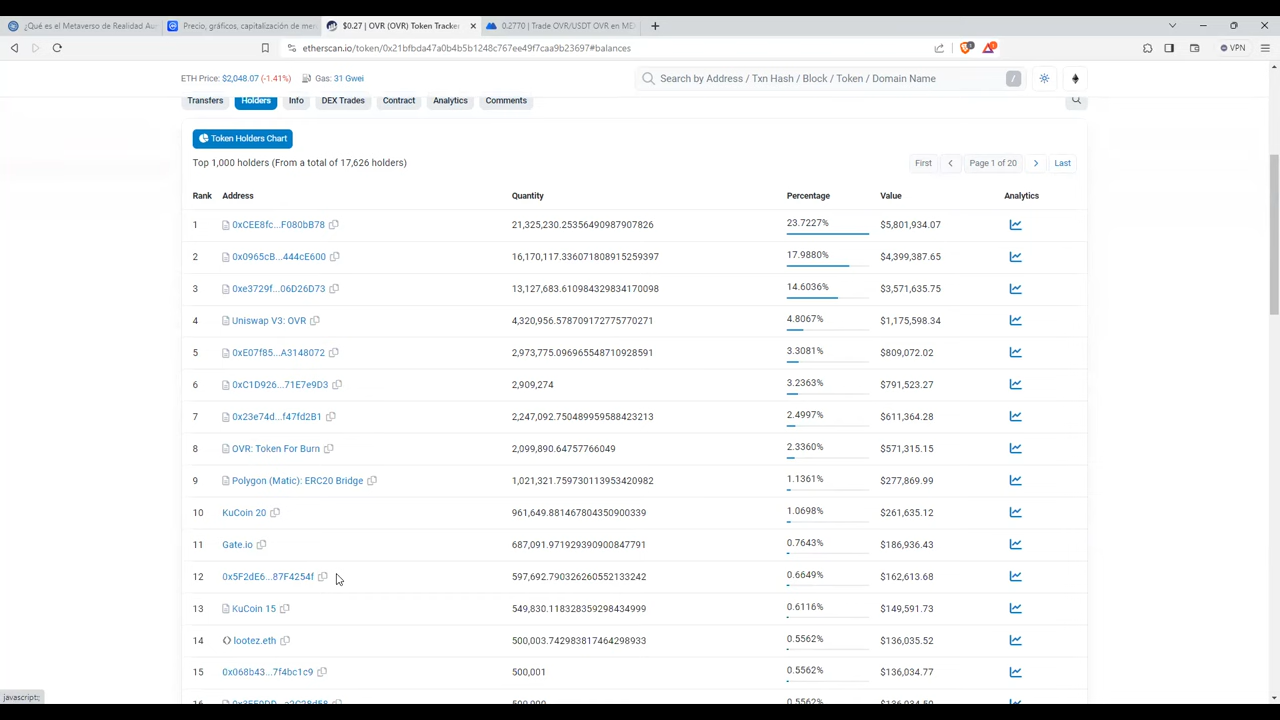 ¿Qué es el Metaverso de Realidad Au
Precio, gráficos, capitalización de mer
$0.27 | OVR (OVR) Token Tracker
0.2770 | Trade OVR/USDT OVR en ME
etherscan.io/token/0x21bfbda47a0b4b5b1248c767ee49f7caa9b23697#balances
VPN
ETH Price: $2,048.07 (-1.41%) Gas: 31 Gwei
Search by Address / Txn Hash / Block / Token / Domain Name
/
Transfers Holders Info DEX Trades Contract Analytics Comments
Token Holders Chart
Top 1,000 holders (From a total of 17,626 holders)
First Page 1 of 20 Last
Rank Address Quantity Percentage Value Analytics
1 0xCEE8fc...F080bB78 21,325,230.25356490987907826 23.7227% $5,801,934.07
2 0x0965cB...444cE600 16,170,117.336071808915259397 17.9880% $4,399,387.65
3 0xe3729f...06D26D73 13,127,683.610984329834170098 14.6036% $3,571,635.75
4 Uniswap V3: OVR 4,320,956.578709172775770271 4.8067% $1,175,598.34
5 0xE07f85...A3148072 2,973,775.096965548710928591 3.3081% $809,072.02
6 0xC1D926...71E7e9D3 2,909,274 3.2363% $791,523.27
7 0x23e74d...f47fd2B1 2,247,092.750489959588423213 2.4997% $611,364.28
8 OVR: Token For Burn 2,099,890.64757766049 2.3360% $571,315.15
9 Polygon (Matic): ERC20 Bridge 1,021,321.759730113953420982 1.1361% $277,869.99
10 KuCoin 20 961,649.881467804350900339 1.0698% $261,635.12
11 Gate.io 687,091.971929390900847791 0.7643% $186,936.43
12 0x5F2dE6...87F4254f 597,692.790326260552133242 0.6649% $162,613.68
13 KuCoin 15 549,830.118328359298434999 0.6116% $149,591.73
14 lootez.eth 500,003.742983817464298933 0.5562% $136,035.52
15 0x068b43...7f4bc1c9 500,001 0.5562% $136,034.77
0.5562%
javascript:;